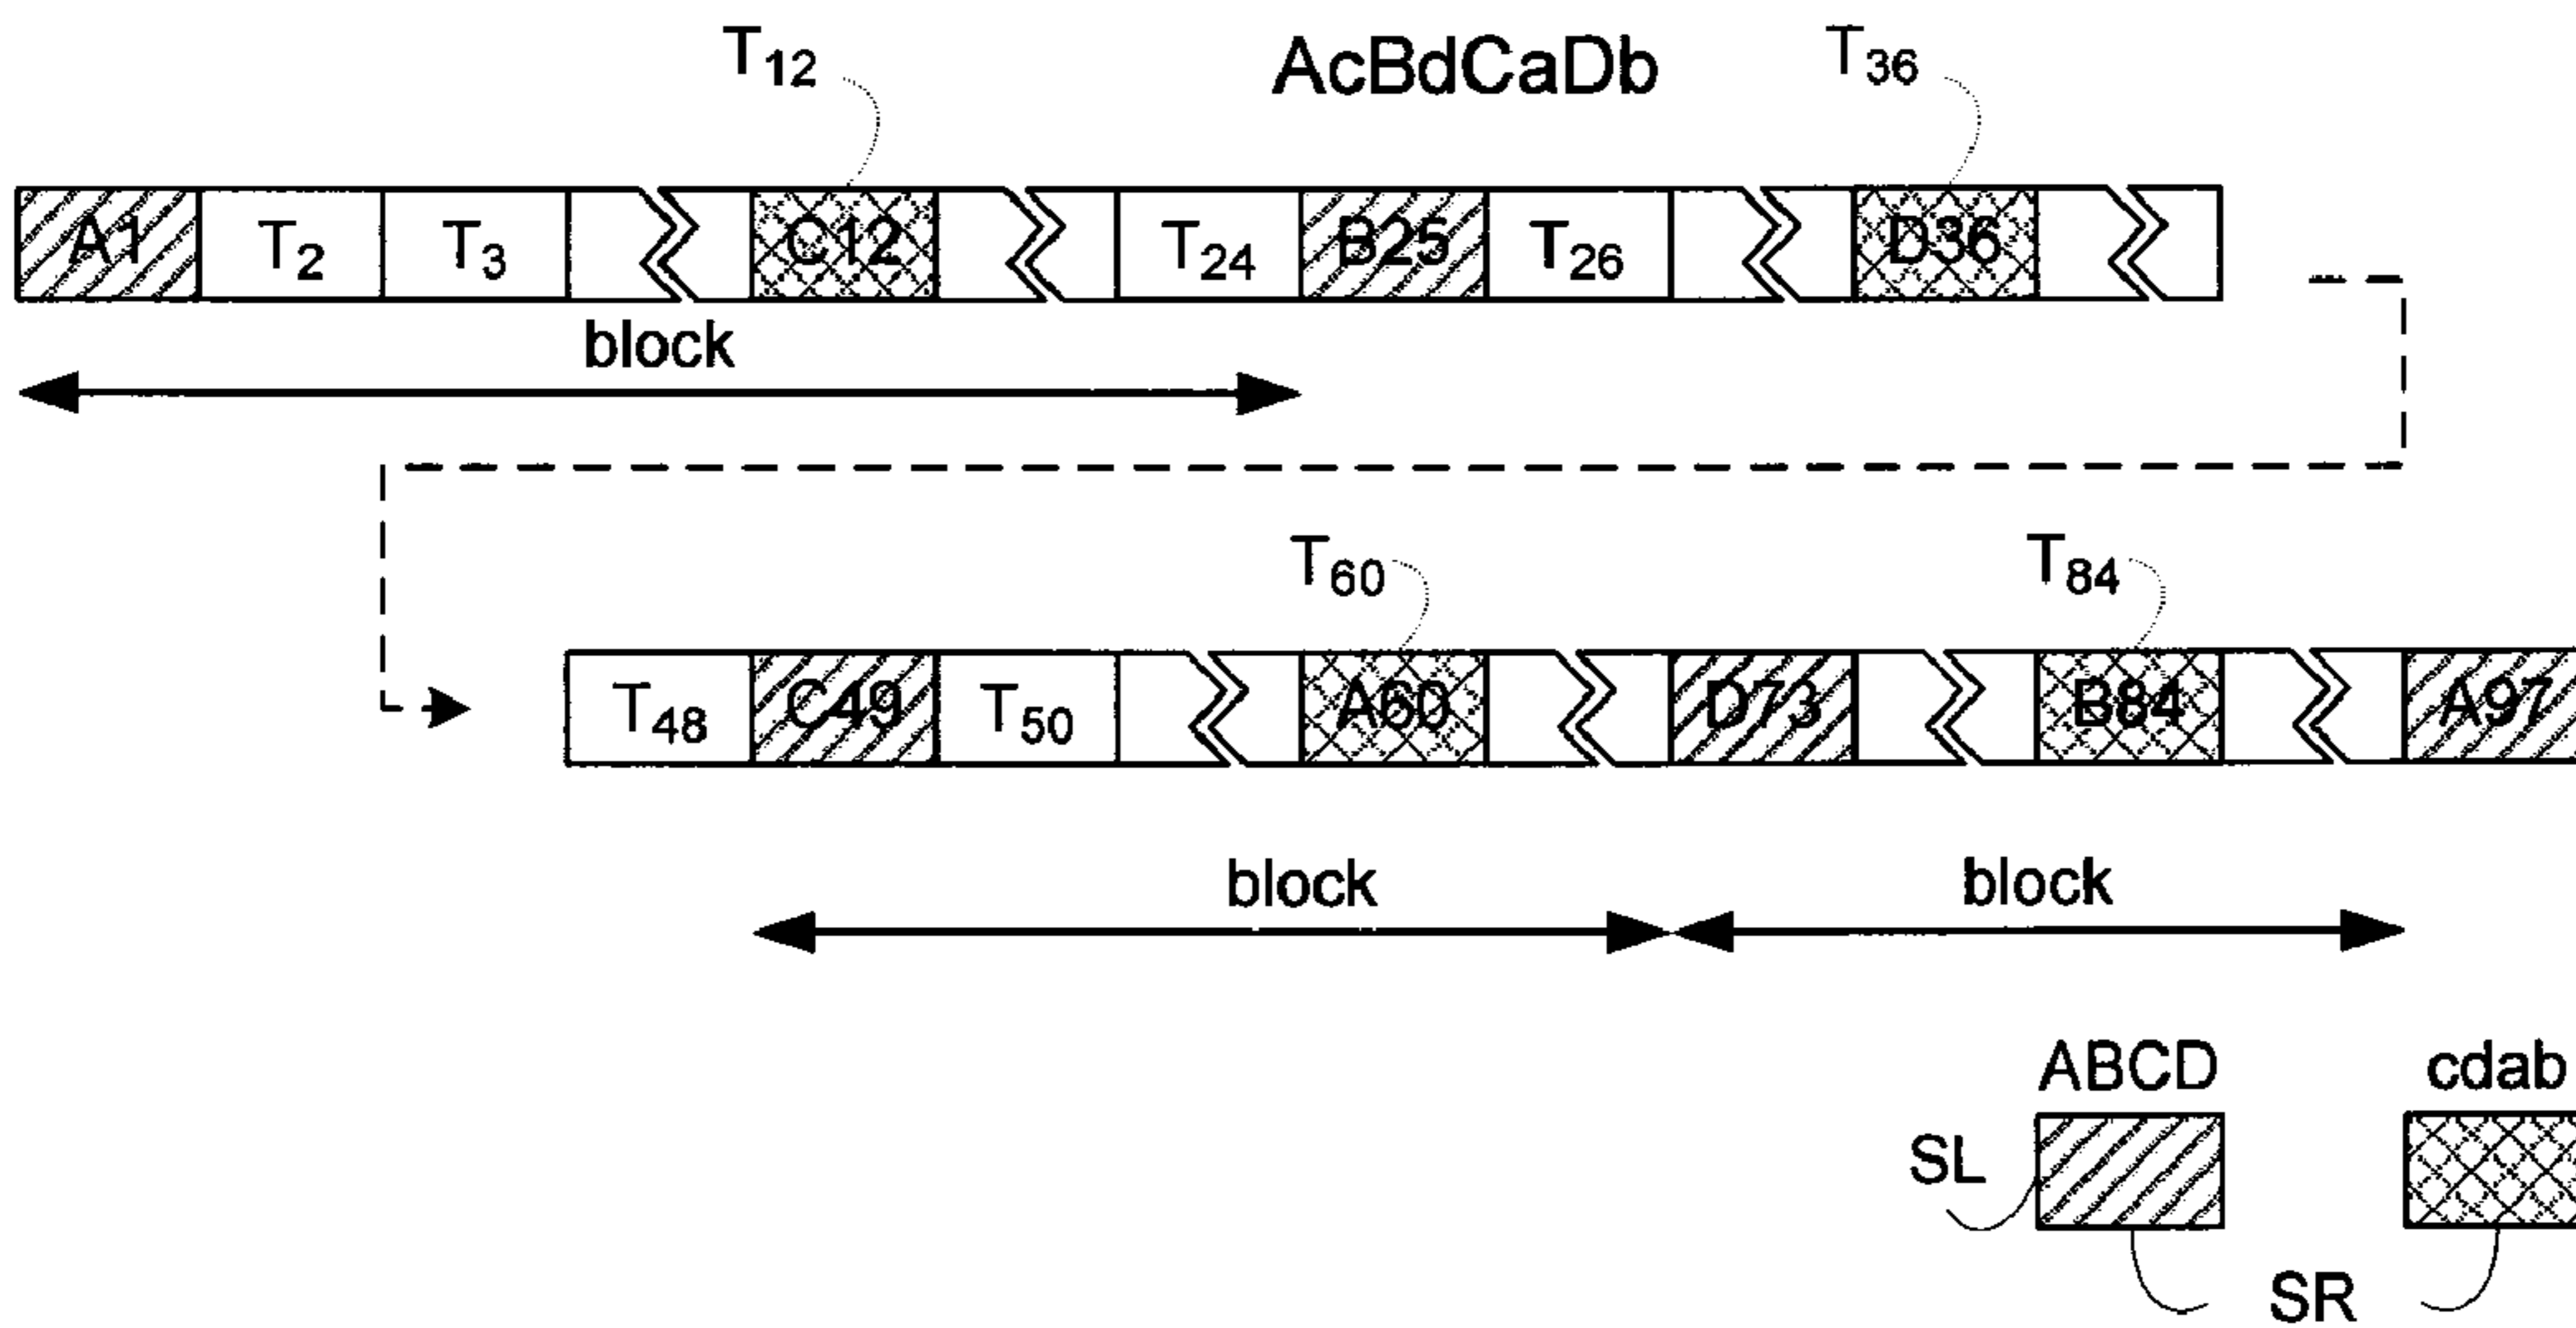 T12 AcBdCaDb T36
A1 T2 T3 C12 T24 B25 T26 D36
block
T60 T84
T48 C49 T50 A60 D73 B84 A97
block block
ABCD cdab
SL
SR